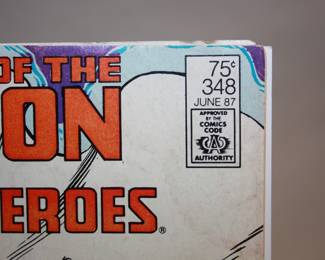 OF THE
ON
EROES®
75¢
348
JUNE 87
APPROVED
BY THE
COMICS
CODE
CA
AUTHORITY